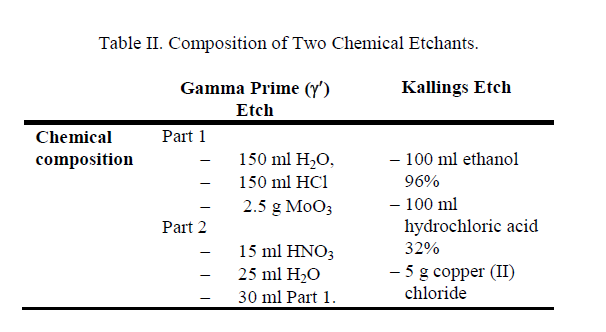 Table II. Composition of Two Chemical Etchants.
Gamma Prime (γ′) Kallings Etch
Etch
Chemical Part 1
composition – 150 ml H₂O, – 100 ml ethanol
– 150 ml HCl 96%
– 2.5 g MoO₃ – 100 ml
Part 2 hydrochloric acid
– 15 ml HNO₃ 32%
– 25 ml H₂O – 5 g copper (II)
– 30 ml Part 1. chloride